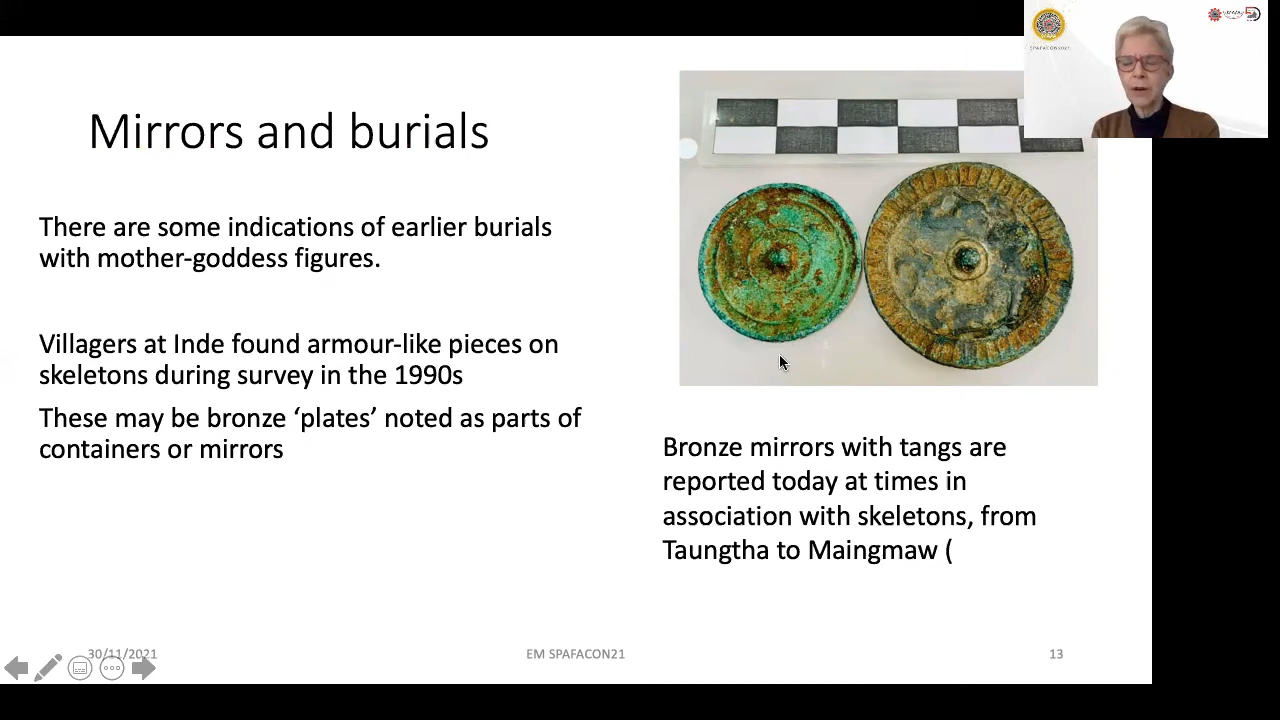 Mirrors and burials
There are some indications of earlier burials
with mother-goddess figures.
Villagers at Inde found armour-like pieces on
skeletons during survey in the 1990s
These may be bronze ‘plates’ noted as parts of
containers or mirrors
Bronze mirrors with tangs are
reported today at times in
association with skeletons, from
Taungtha to Maingmaw (
30/11/2021
EM SPAFACON21
13
SPAFACON21